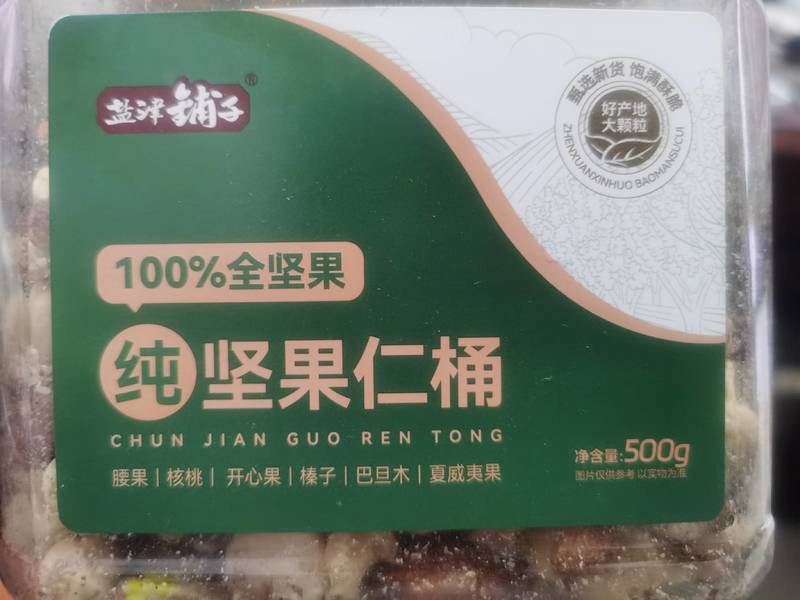 盐津铺子®
甄选新货 饱满酥脆
好产地
大颗粒
ZHENXUANXINHUO BAOMANSUCUI
100%全坚果
纯坚果仁桶
CHUN JIAN GUO REN TONG
腰果|核桃|开心果|榛子|巴旦木|夏威夷果
净含量:500g
图片仅供参考 以实物为准